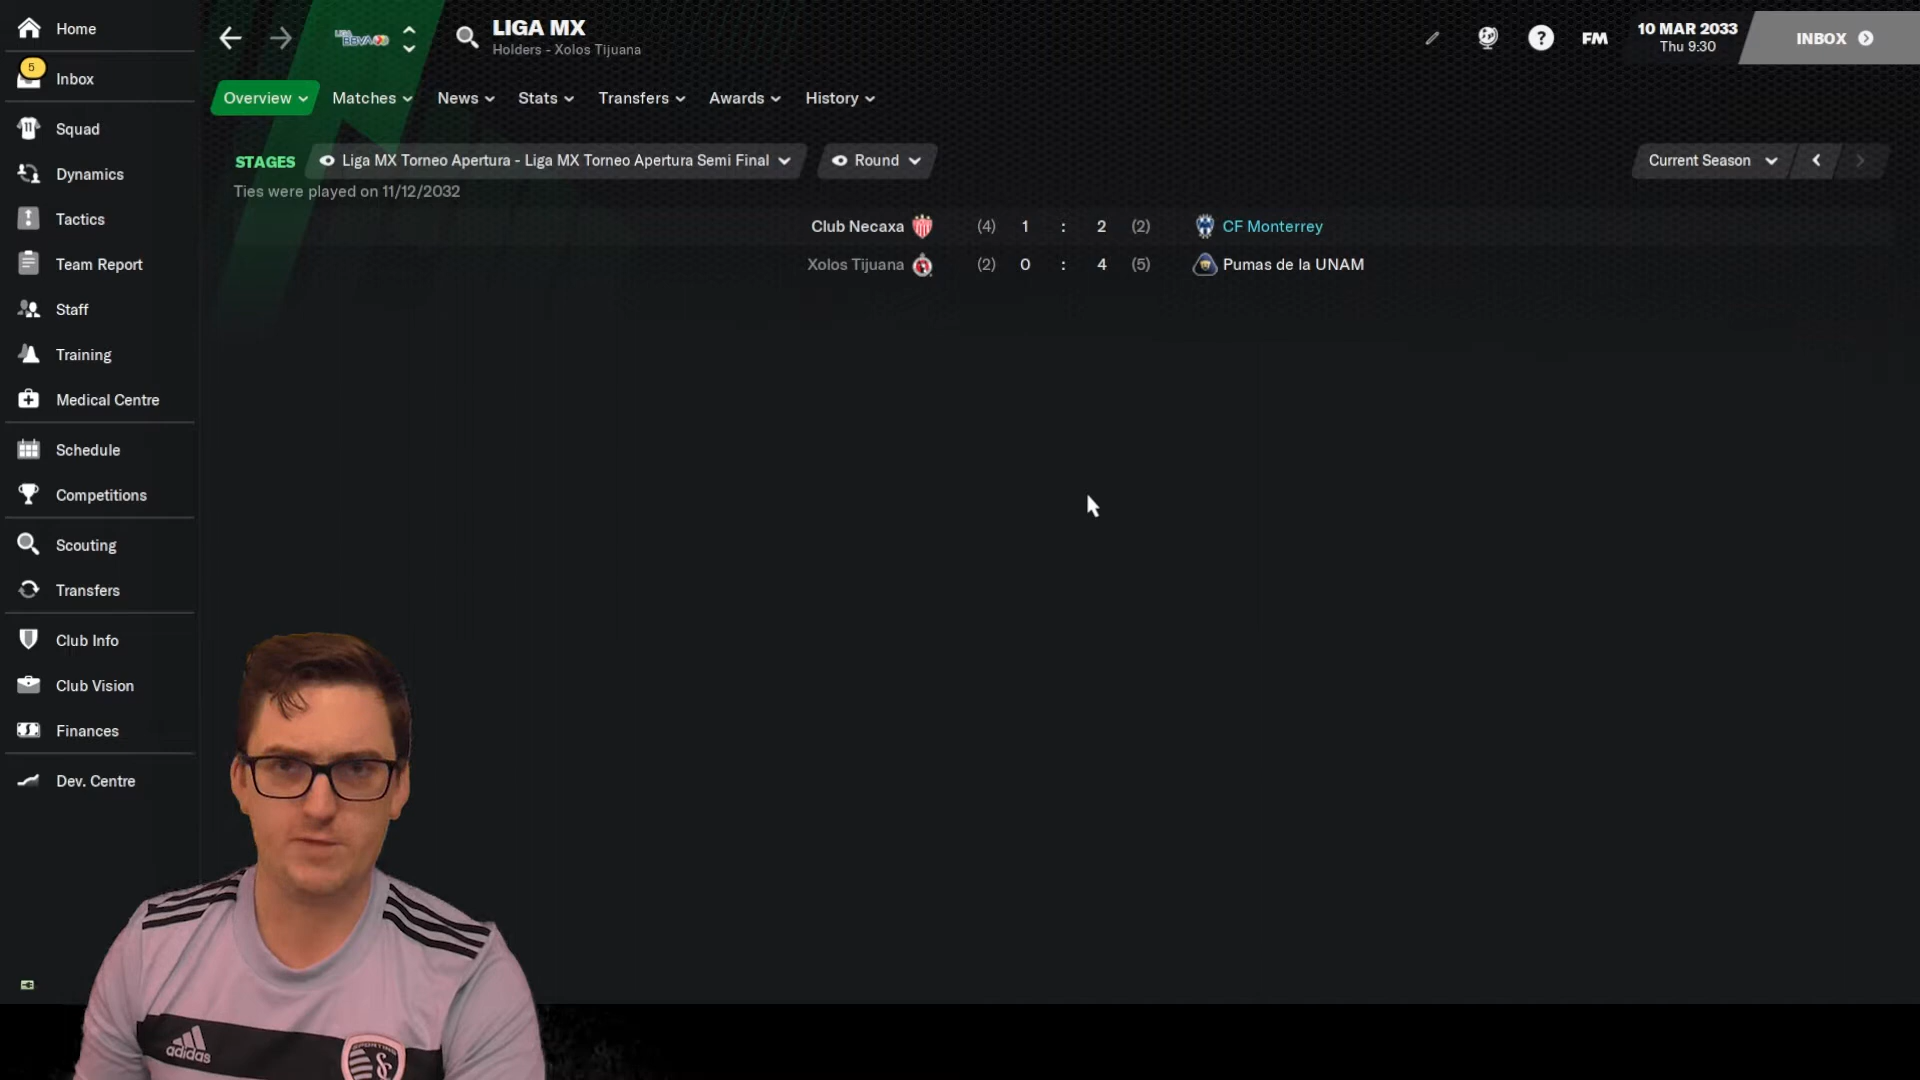 Home
5
Inbox
Squad
Dynamics
Tactics
Team Report
Staff
Training
Medical Centre
Schedule
Competitions
Scouting
Transfers
Club Info
Club Vision
Finances
Dev. Centre
LIGA BBVA
LIGA MX
Holders - Xolos Tijuana
?
FM
10 MAR 2033
Thu 9:30
INBOX
Overview
Matches
News
Stats
Transfers
Awards
History
STAGES
Liga MX Torneo Apertura - Liga MX Torneo Apertura Semi Final
Round
Current Season
Ties were played on 11/12/2032
Club Necaxa (4) 1 : 2 (2) CF Monterrey
Xolos Tijuana (2) 0 : 4 (5) Pumas de la UNAM
adidas
SPORTING